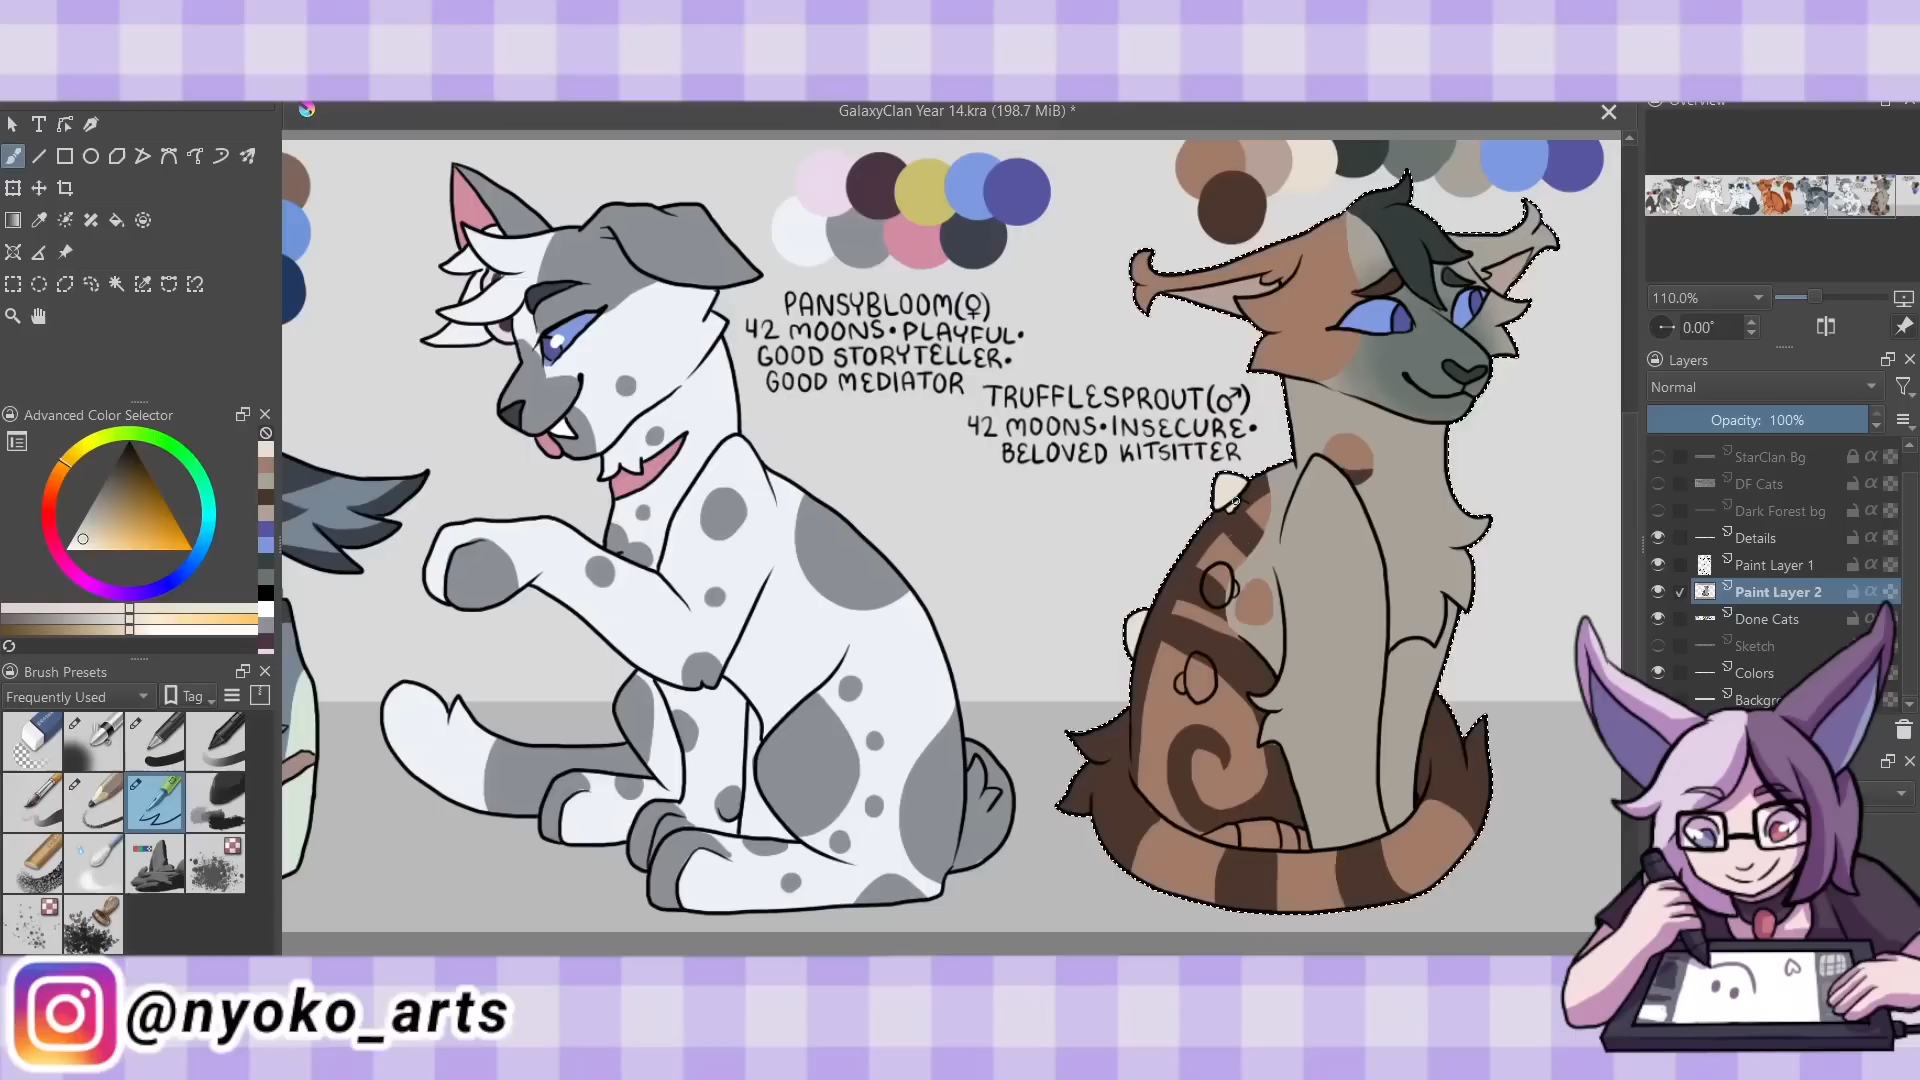 GalaxyClan Year 14.kra (198.7 MiB) *
Advanced Color Selector
Brush Presets
Frequently Used
Tag
PANSYBLOOM(♀)
42 MOONS•PLAYFUL•
GOOD STORYTELLER•
GOOD MEDIATOR
TRUFFLESPROUT(♂)
42 MOONS•INSECURE•
BELOVED KITSITTER
Overview
110.0%
0.00°
Layers
Normal
Opacity: 100%
StarClan Bg
DF Cats
Dark Forest bg
Details
Paint Layer 1
Paint Layer 2
Done Cats
Sketch
Colors
Backgr
@nyoko_arts